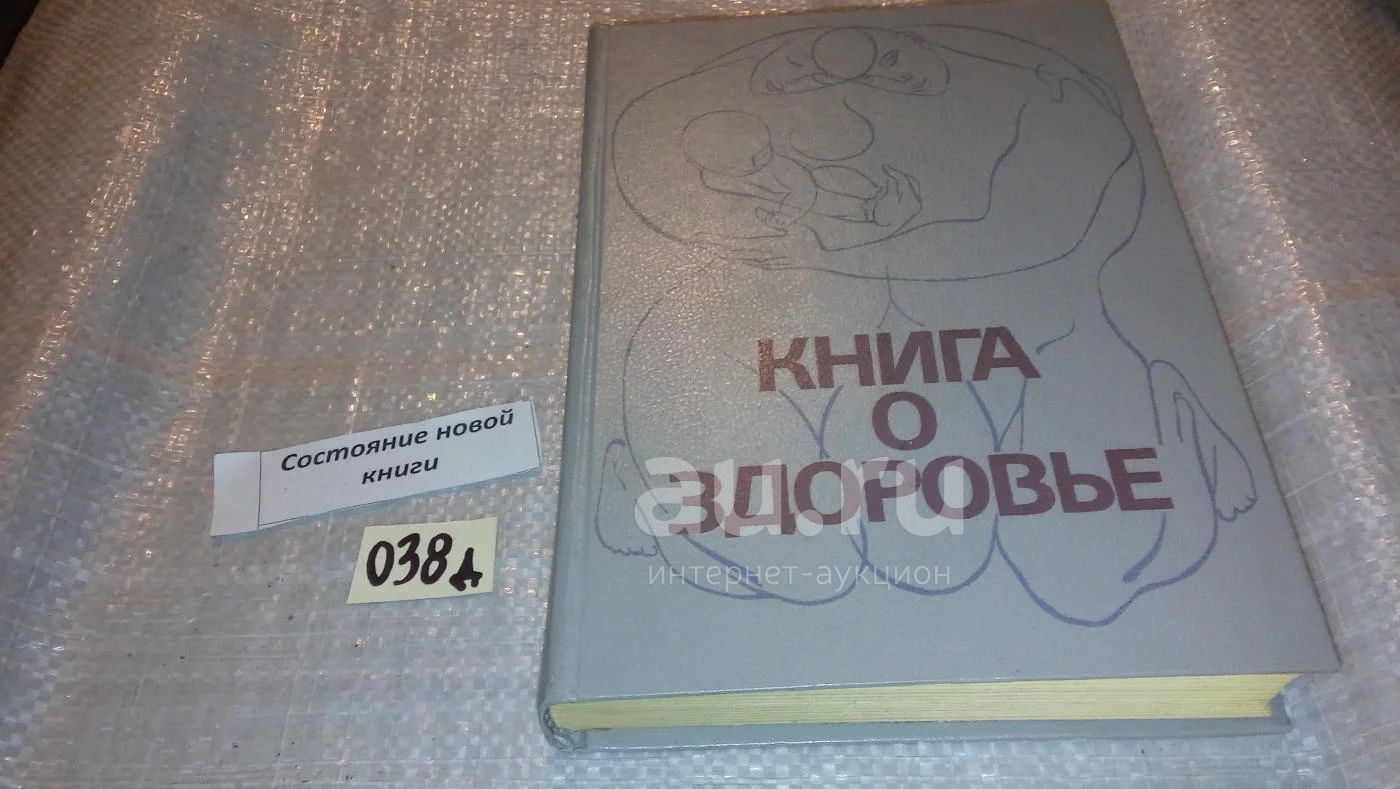 КНИГА
О
ЗДОРОВЬЕ
Состояние новой
книги
038д
au.ru
интернет-аукцион